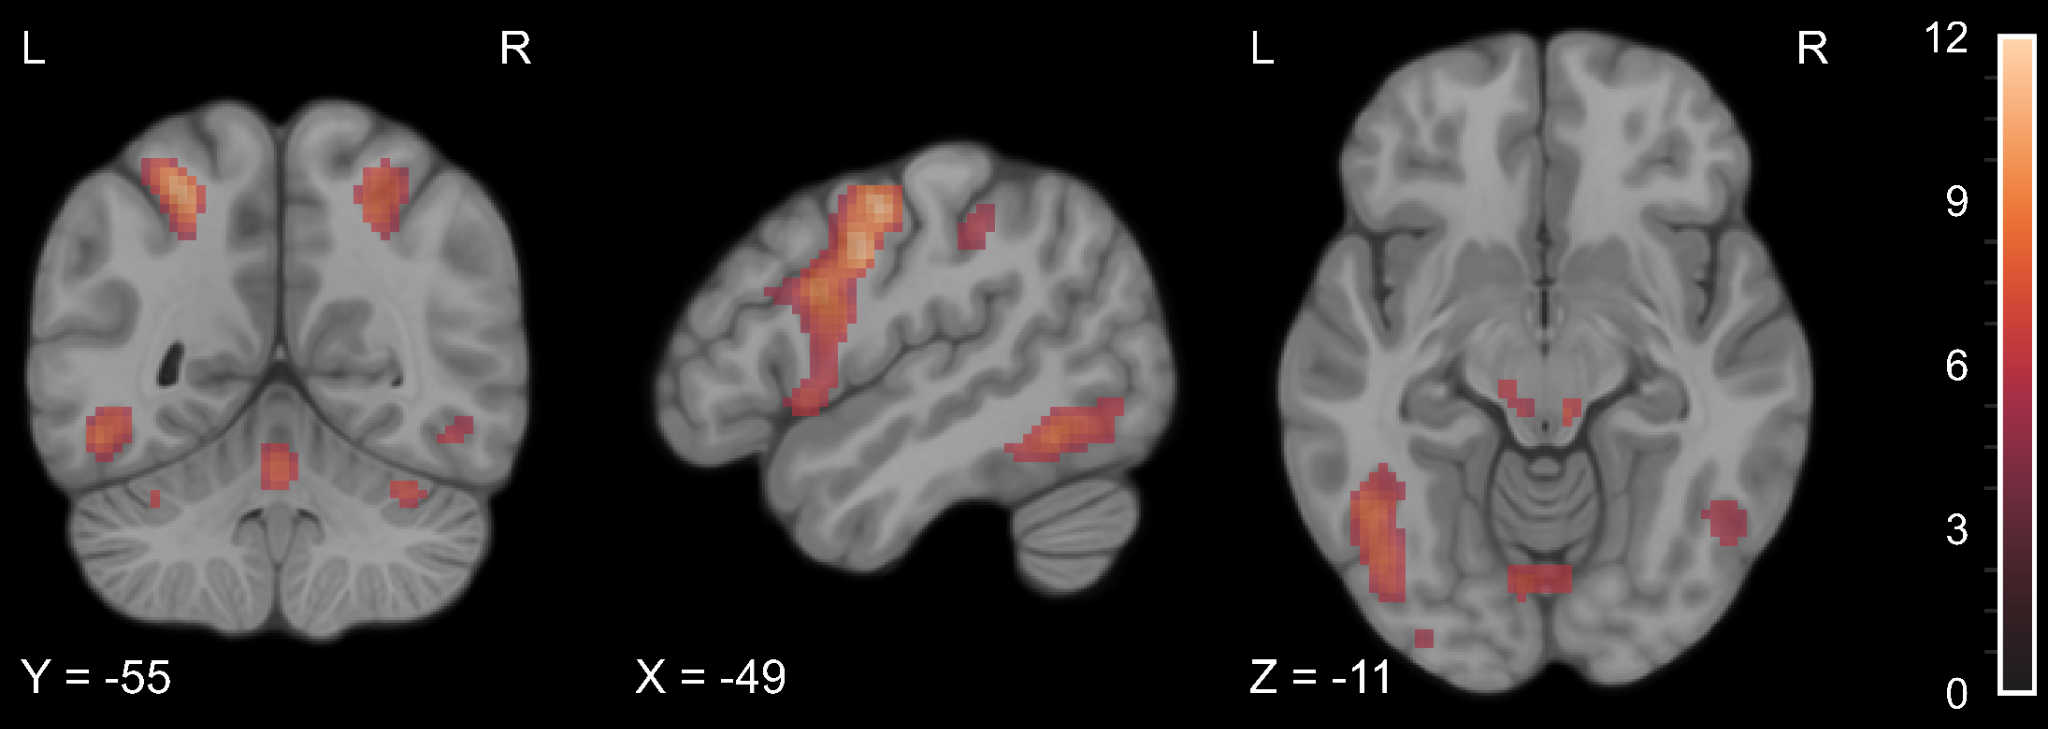 L R
L R
12
9
6
3
0
Y = -55
X = -49
Z = -11